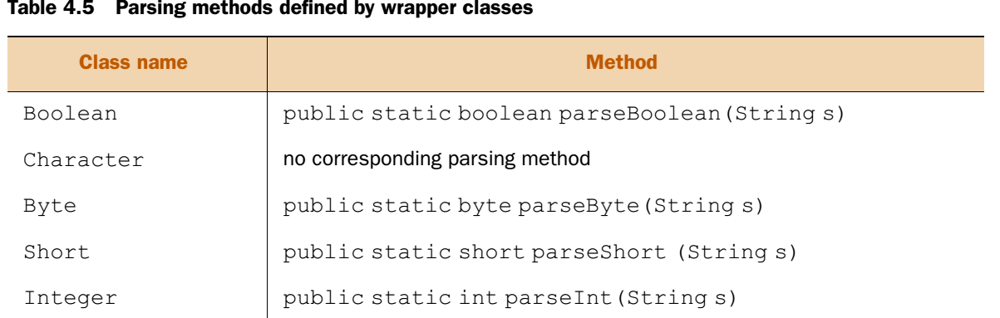 Table 4.5 Parsing methods defined by wrapper classes
Class name Method
Boolean public static boolean parseBoolean(String s)
Character no corresponding parsing method
Byte public static byte parseByte(String s)
Short public static short parseShort (String s)
Integer public static int parseInt(String s)